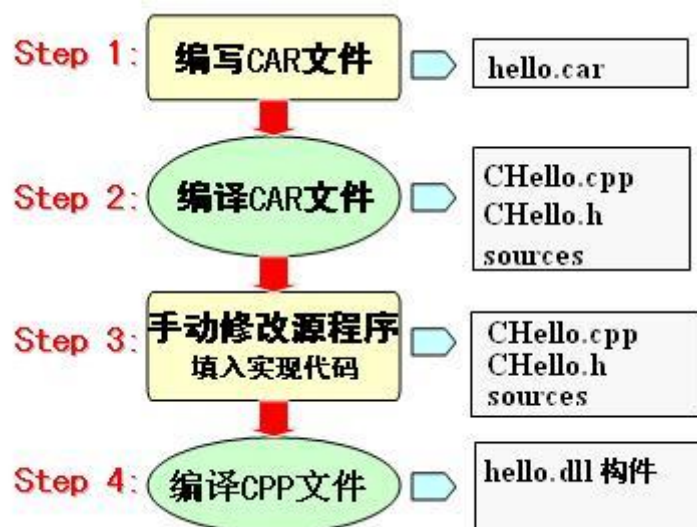 Step 1:
编写CAR文件
hello.car
Step 2:
编译CAR文件
CHello.cpp
CHello.h
sources
Step 3:
手动修改源程序
填入实现代码
CHello.cpp
CHello.h
sources
Step 4:
编译CPP文件
hello.dll 构件